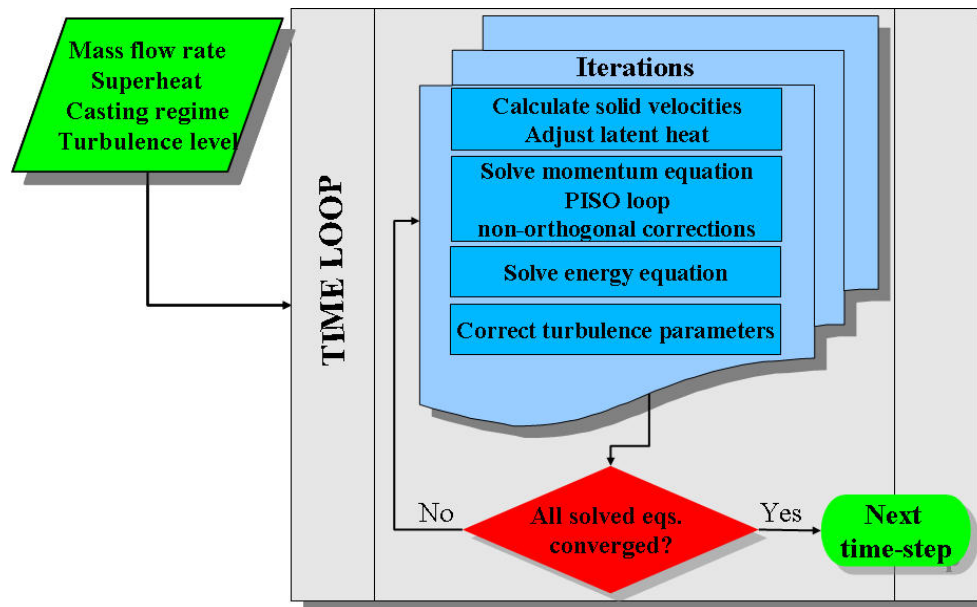 Mass flow rate
Superheat
Casting regime
Turbulence level
TIME LOOP
Iterations
Calculate solid velocities
Adjust latent heat
Solve momentum equation
PISO loop
non-orthogonal corrections
Solve energy equation
Correct turbulence parameters
No
All solved eqs.
converged?
Yes
Next
time-step